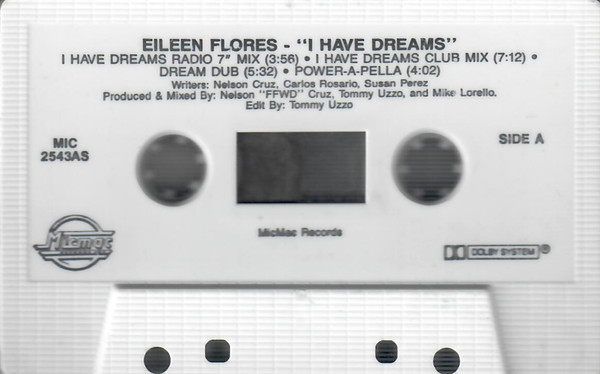 EILEEN FLORES - "I HAVE DREAMS"
I HAVE DREAMS RADIO 7" MIX (3:56) • I HAVE DREAMS CLUB MIX (7:12) •
DREAM DUB (5:32) • POWER-A-PELLA (4:02)
Writers: Nelson Cruz, Carlos Rosario, Susan Perez
Produced & Mixed By: Nelson "FFWD" Cruz, Tommy Uzzo, and Mike Lorello.
Edit By: Tommy Uzzo
MIC
2543AS
SIDE A
Micmac
MicMac Records
DOLBY SYSTEM®